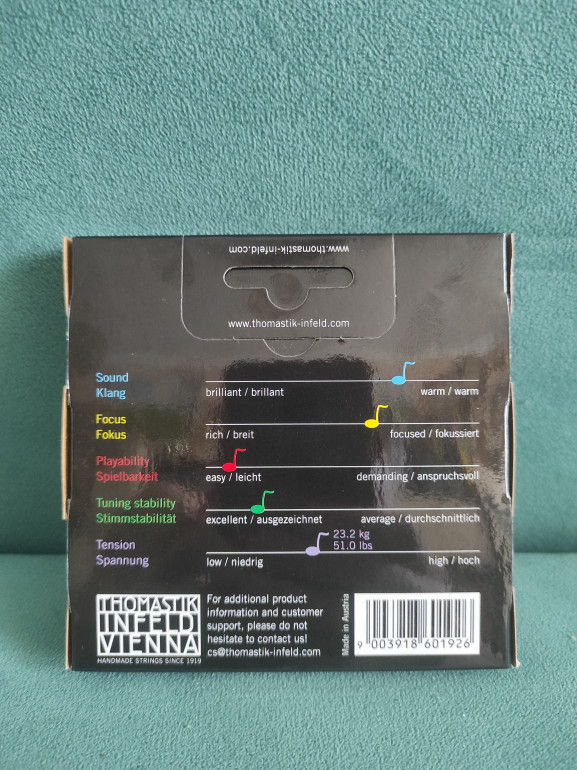 www.thomastik-infeld.com
www.thomastik-infeld.com
Sound
Klang
brilliant / brillant warm / warm
Focus
Fokus
rich / breit focused / fokussiert
Playability
Spielbarkeit
easy / leicht demanding / anspruchsvoll
Tuning stability
Stimmstabilität
excellent / ausgezeichnet average / durchschnittlich
Tension
Spannung
23.2 kg
51.0 lbs
low / niedrig high / hoch
THOMASTIK
INFELD
VIENNA
HANDMADE STRINGS SINCE 1919
For additional product
information and customer
support, please do not
hesitate to contact us!
cs@thomastik-infeld.com
Made in Austria
9 003918 601926